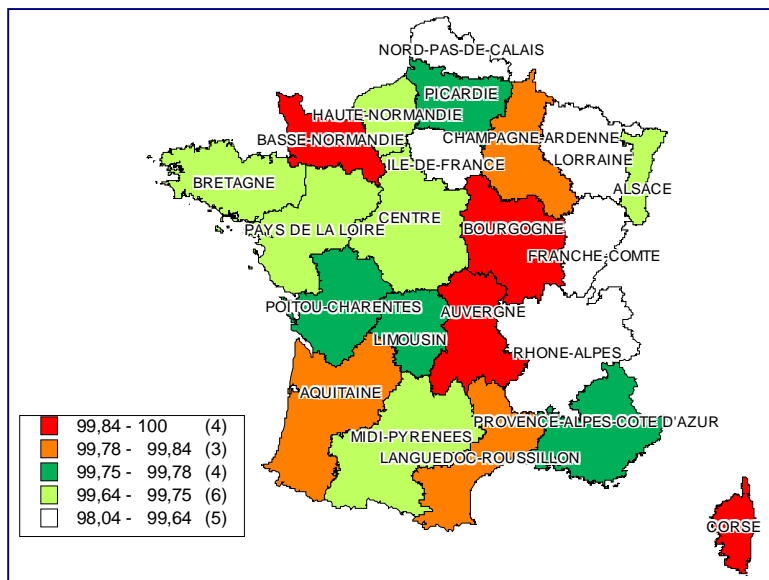 NORD-PAS-DE-CALAIS
PICARDIE
HAUTE-NORMANDIE
BASSE-NORMANDIE
CHAMPAGNE-ARDENNE
ILE-DE-FRANCE
LORRAINE
ALSACE
BRETAGNE
CENTRE
PAYS DE LA LOIRE
BOURGOGNE
FRANCHE-COMTE
POITOU-CHARENTES
AUVERGNE
LIMOUSIN
RHONE-ALPES
AQUITAINE
PROVENCE-ALPES-COTE D'AZUR
MIDI-PYRENEES
LANGUEDOC-ROUSSILLON
CORSE
99,84 - 100 (4)
99,78 - 99,84 (3)
99,75 - 99,78 (4)
99,64 - 99,75 (6)
98,04 - 99,64 (5)